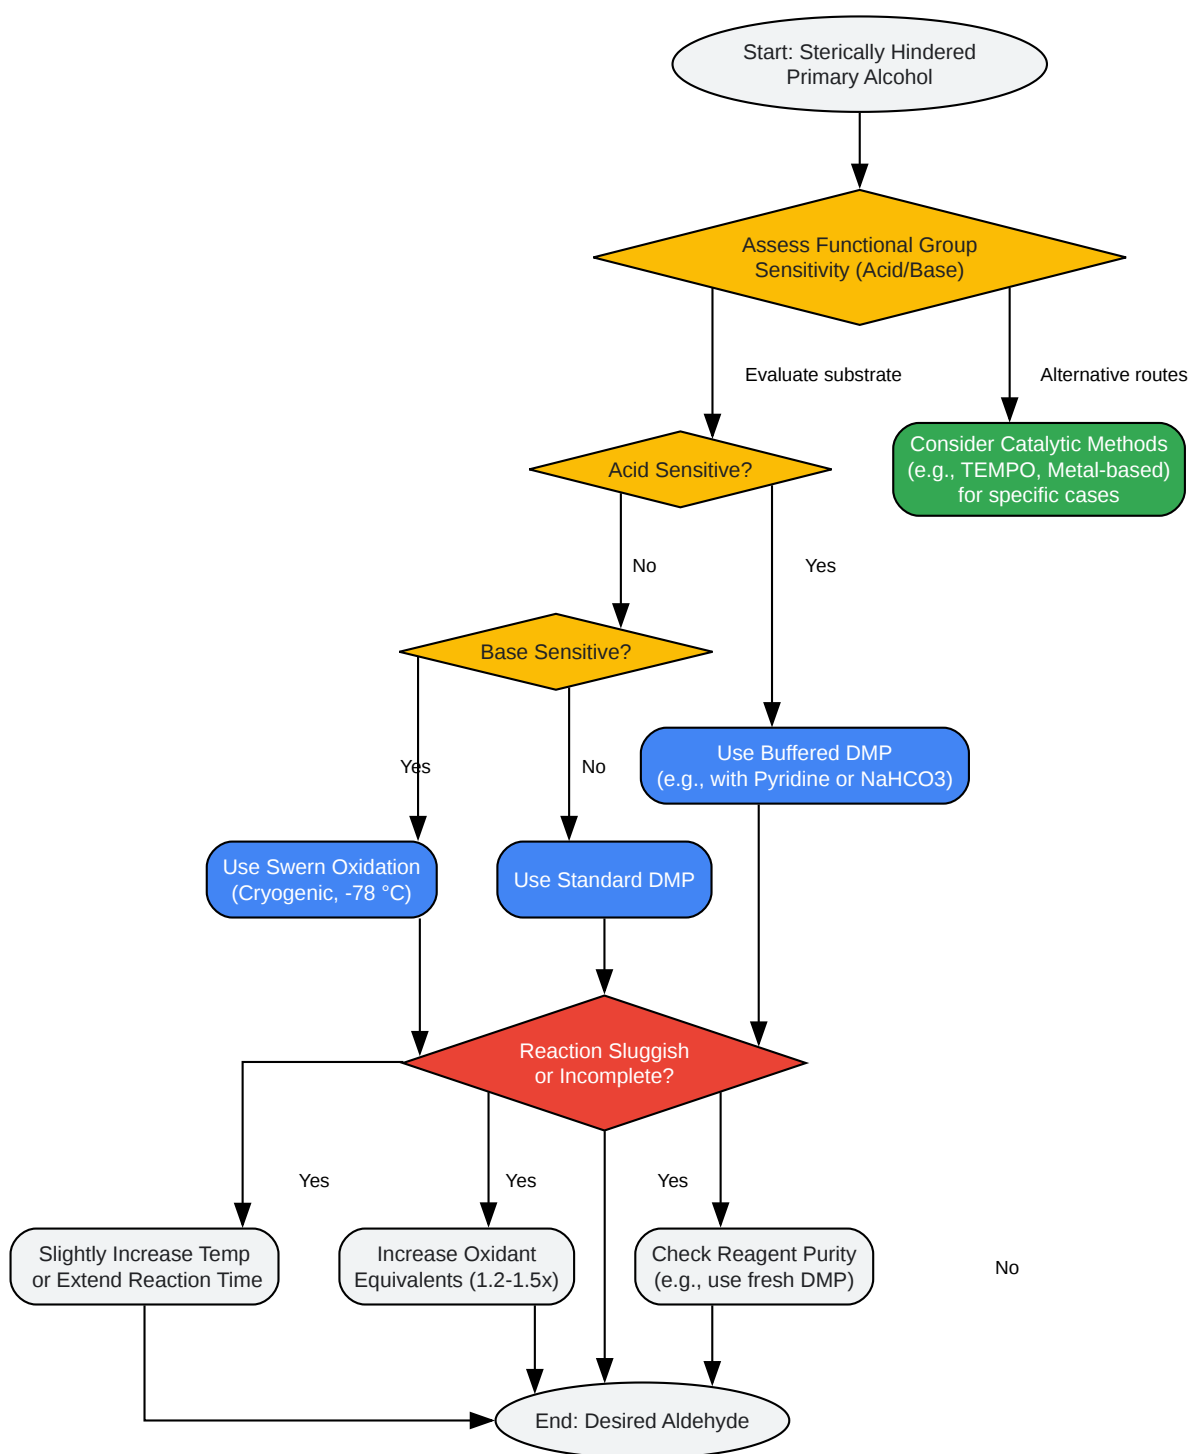 Start: Sterically Hindered
Primary Alcohol
Assess Functional Group
Sensitivity (Acid/Base)
Evaluate substrate
Alternative routes
Consider Catalytic Methods
(e.g., TEMPO, Metal-based)
for specific cases
Acid Sensitive?
No
Yes
Base Sensitive?
Yes
No
Use Buffered DMP
(e.g., with Pyridine or NaHCO3)
Use Swern Oxidation
(Cryogenic, -78 °C)
Use Standard DMP
Reaction Sluggish
or Incomplete?
Yes
Yes
Yes
No
Slightly Increase Temp
or Extend Reaction Time
Increase Oxidant
Equivalents (1.2-1.5x)
Check Reagent Purity
(e.g., use fresh DMP)
End: Desired Aldehyde